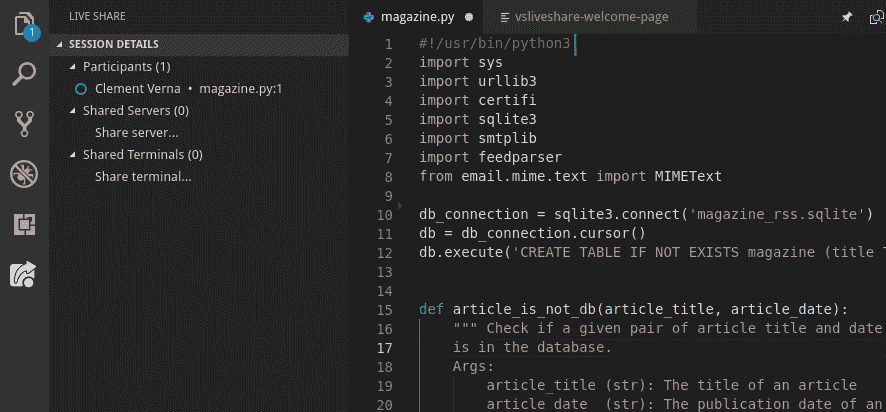 LIVE SHARE
SESSION DETAILS
Participants (1)
Clement Verna • magazine.py:1
Shared Servers (0)
Share server...
Shared Terminals (0)
Share terminal...
1
magazine.py
vsliveshare-welcome-page
1 #!/usr/bin/python3
2 import sys
3 import urllib3
4 import certifi
5 import sqlite3
6 import smtplib
7 import feedparser
8 from email.mime.text import MIMEText
9
10 db_connection = sqlite3.connect('magazine_rss.sqlite')
11 db = db_connection.cursor()
12 db.execute('CREATE TABLE IF NOT EXISTS magazine (title T
13
14
15 def article_is_not_db(article_title, article_date):
16 """ Check if a given pair of article title and date
17 is in the database.
18 Args:
19 article_title (str): The title of an article
20 article_date (str): The publication date of an